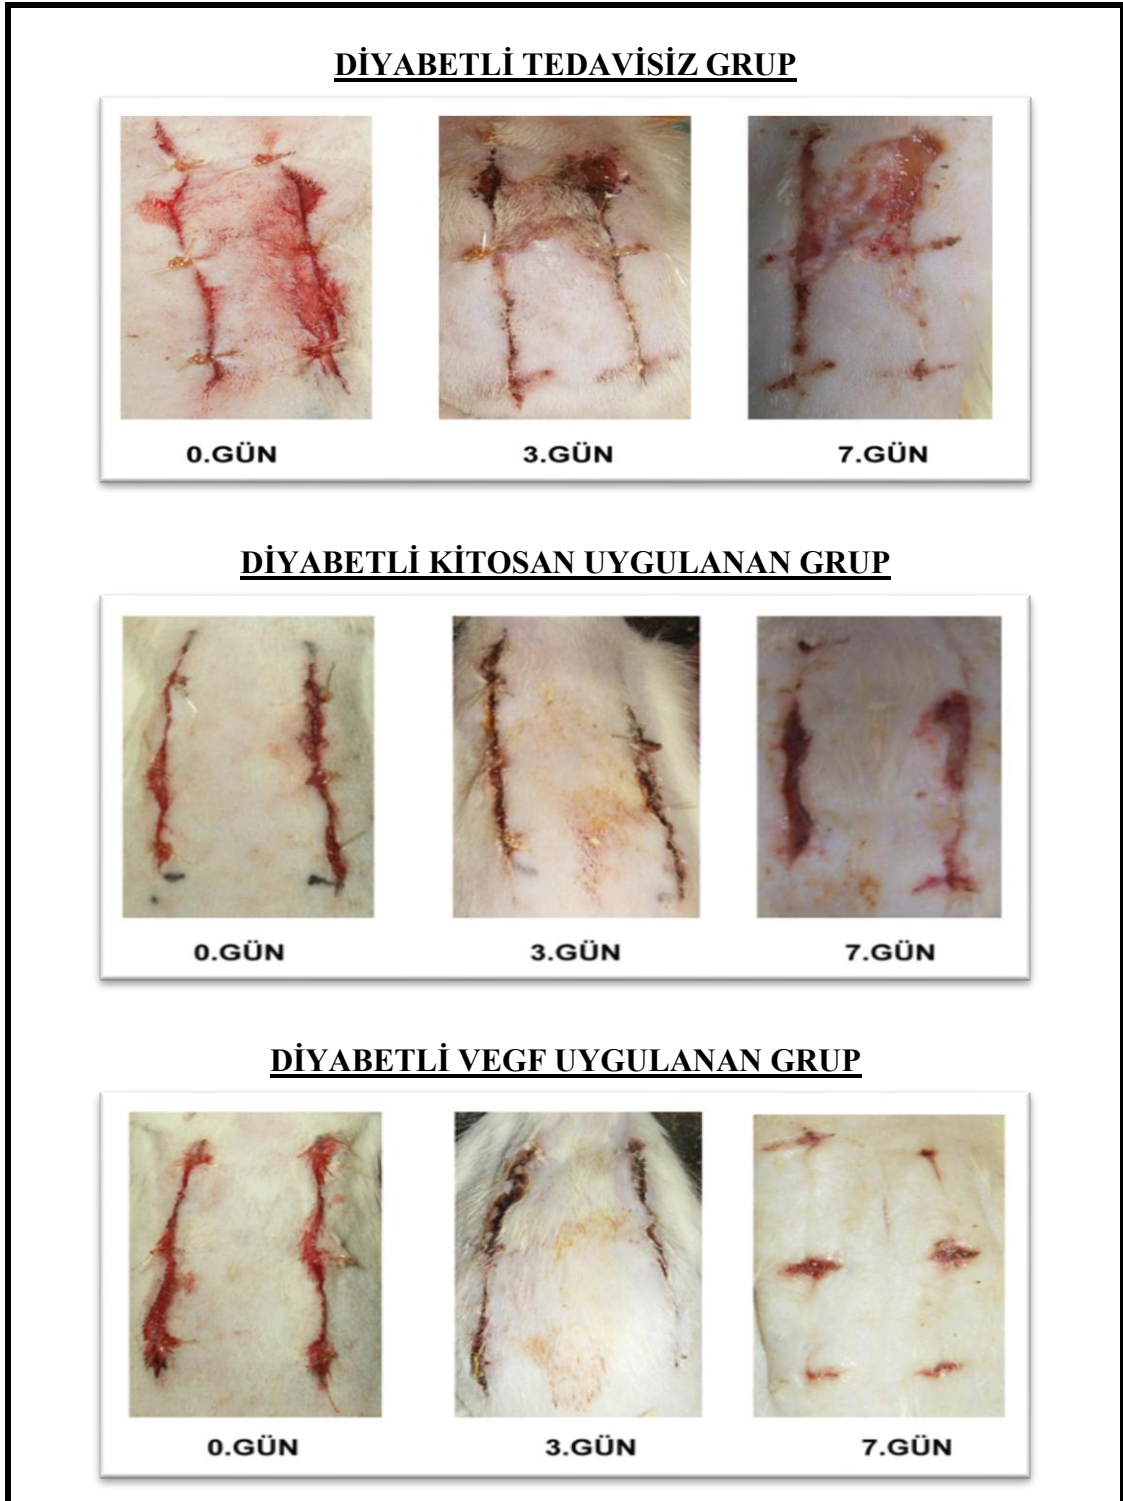 DİYABETLİ TEDAVİSİZ GRUP
0.GÜN 3.GÜN 7.GÜN
DİYABETLİ KİTOSAN UYGULANAN GRUP
0.GÜN 3.GÜN 7.GÜN
DİYABETLİ VEGF UYGULANAN GRUP
0.GÜN 3.GÜN 7.GÜN